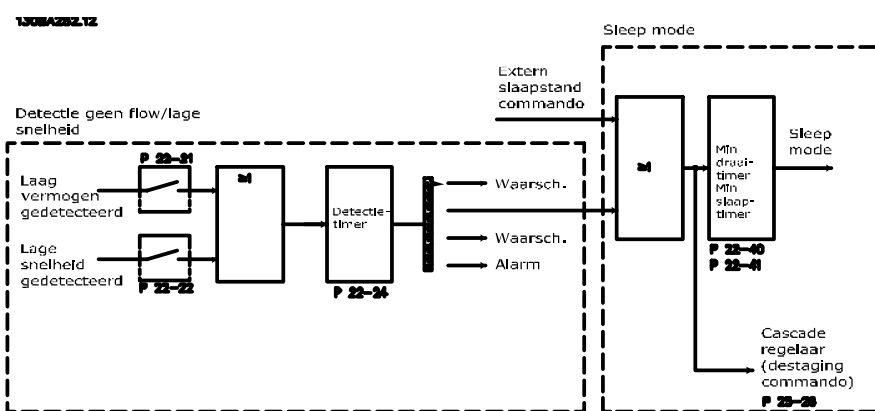 130BA252.12
Sleep mode
Extern
slaapstand
commando
Detectie geen flow/lage
snelheid
P 22-21
Laag
vermogen
gedetecteerd
≥1
Detectie-
timer
Waarsch.
Waarsch.
Alarm
≥1
Min
draai-
timer
Min
slaap-
timer
Sleep
mode
Lage
snelheid
gedetecteerd
P 22-22
P 22-24
P 22-40
P 22-41
Cascade
regelaar
(destaging
commando)
P 25-26